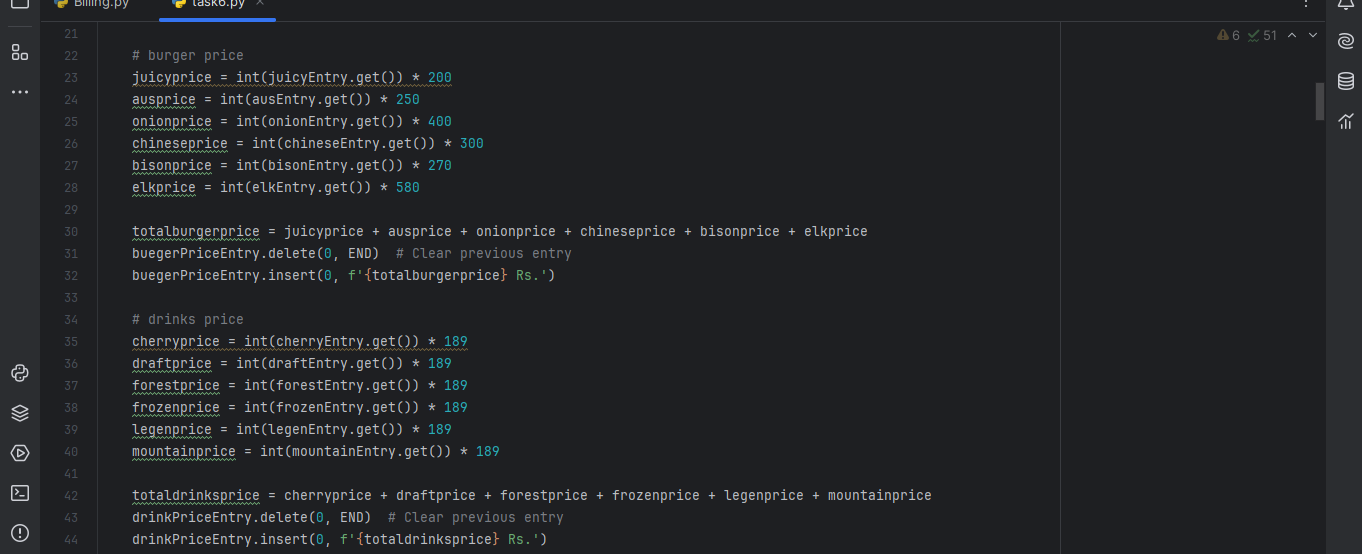 Billing.py task6.py
6 51
21
22 # burger price
23 juicyprice = int(juicyEntry.get()) * 200
24 ausprice = int(ausEntry.get()) * 250
25 onionprice = int(onionEntry.get()) * 400
26 chineseprice = int(chineseEntry.get()) * 300
27 bisonprice = int(bisonEntry.get()) * 270
28 elkprice = int(elkEntry.get()) * 580
29
30 totalburgerprice = juicyprice + ausprice + onionprice + chineseprice + bisonprice + elkprice
31 buegerPriceEntry.delete(0, END)  # Clear previous entry
32 buegerPriceEntry.insert(0, f'{totalburgerprice} Rs.')
33
34 # drinks price
35 cherryprice = int(cherryEntry.get()) * 189
36 draftprice = int(draftEntry.get()) * 189
37 forestprice = int(forestEntry.get()) * 189
38 frozenprice = int(frozenEntry.get()) * 189
39 legenprice = int(legenEntry.get()) * 189
40 mountainprice = int(mountainEntry.get()) * 189
41
42 totaldrinksprice = cherryprice + draftprice + forestprice + frozenprice + legenprice + mountainprice
43 drinkPriceEntry.delete(0, END)  # Clear previous entry
44 drinkPriceEntry.insert(0, f'{totaldrinksprice} Rs.')